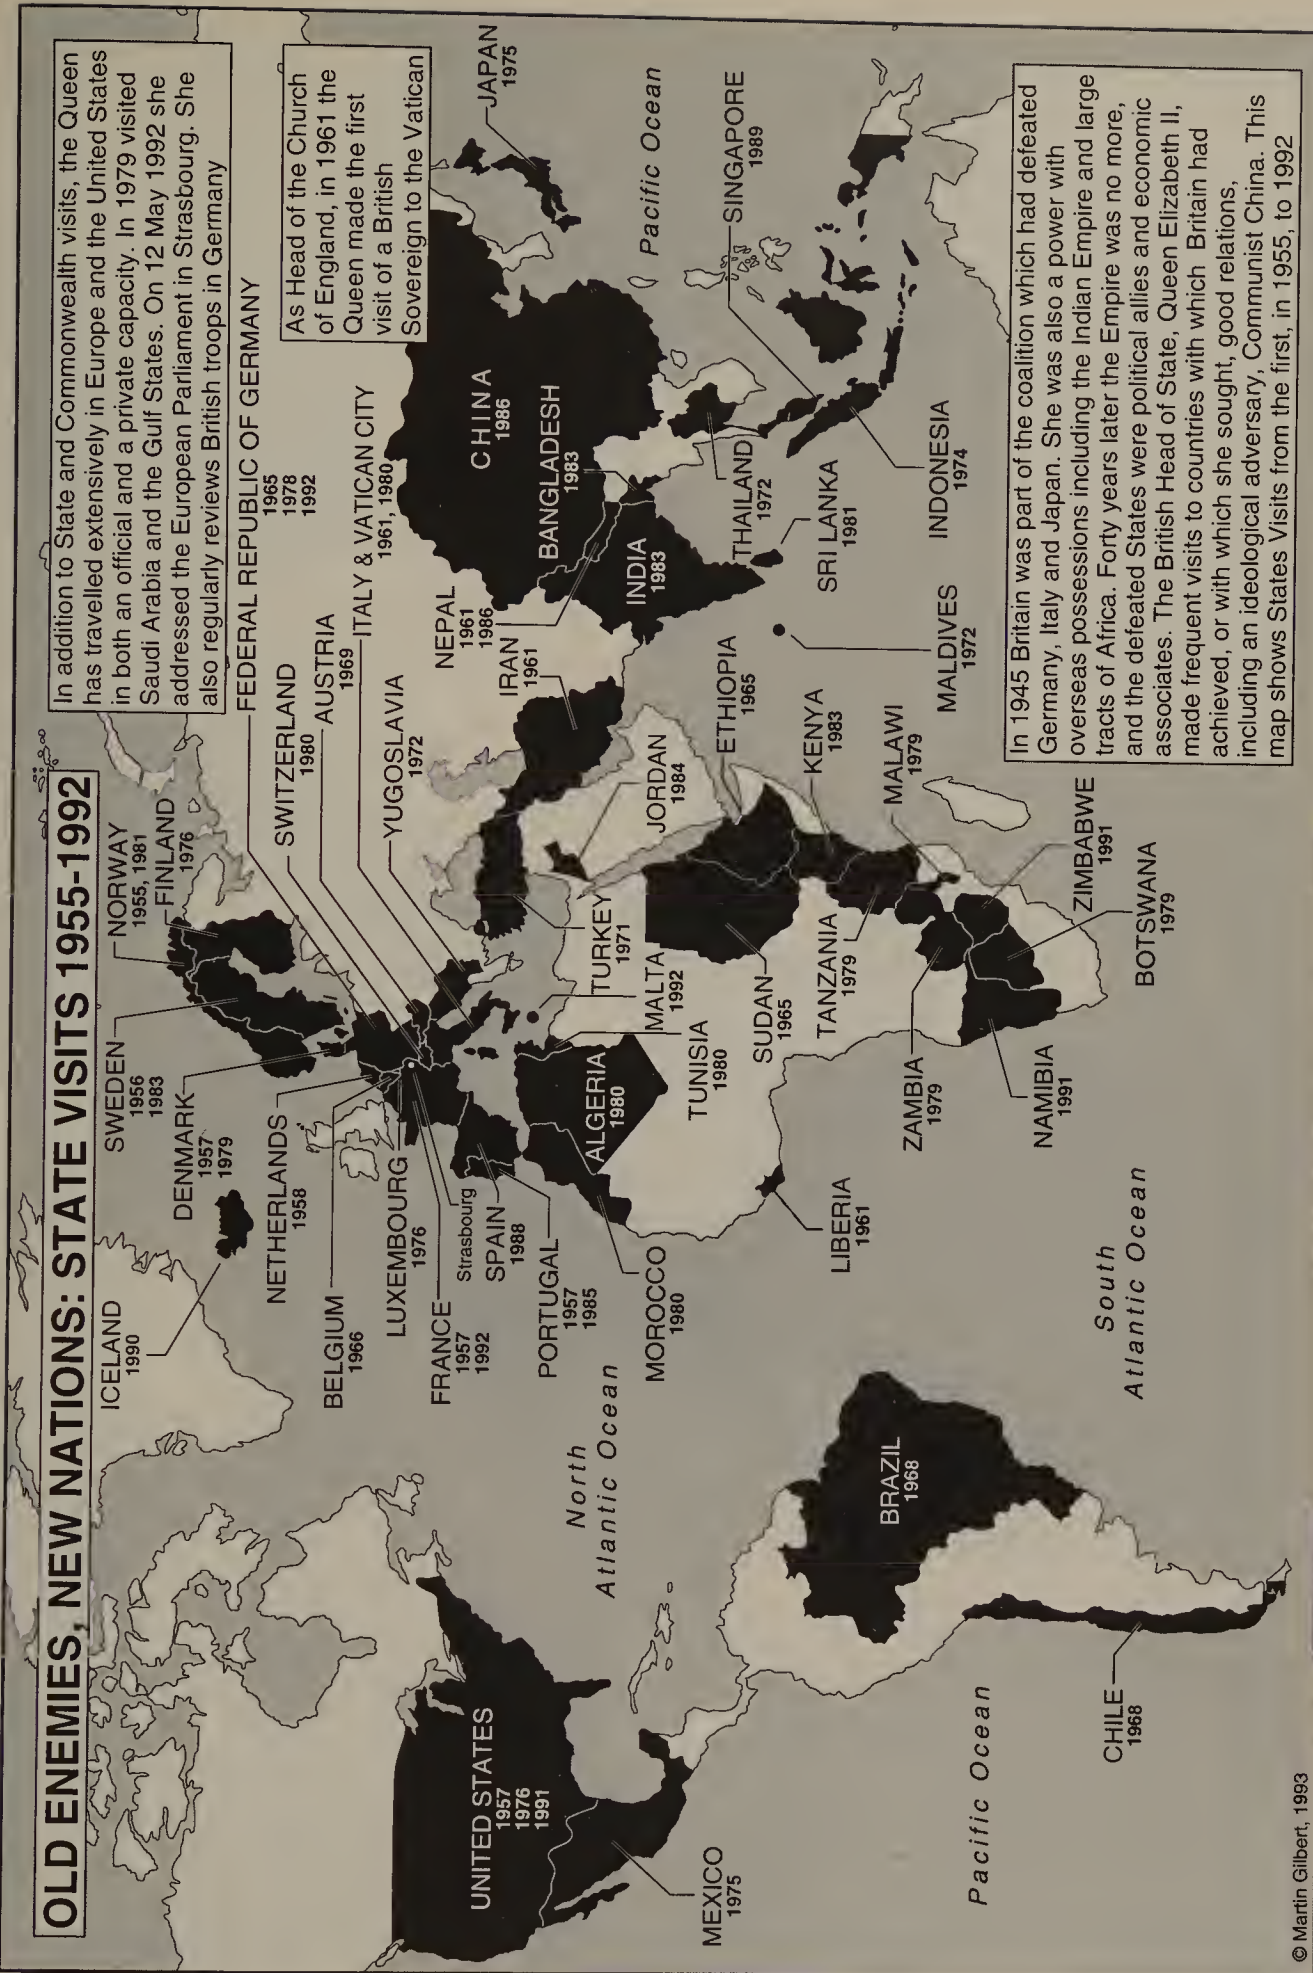 OLD ENEMIES, NEW NATIONS: STATE VISITS 1955-1992
In addition to State and Commonwealth visits, the Queen
has travelled extensively in Europe and the United States
in both an official and a private capacity. In 1979 visited
Saudi Arabia and the Gulf States. On 12 May 1992 she
addressed the European Parliament in Strasbourg. She
also regularly reviews British troops in Germany
As Head of the Church
of England, in 1961 the
Queen made the first
visit of a British
Sovereign to the Vatican
ICELAND
1990
SWEDEN
1956
1983
NORWAY
1955, 1981
FINLAND
1976
DENMARK
1957
1979
NETHERLANDS
1958
BELGIUM
1966
LUXEMBOURG
1976
FRANCE
1957
1992
Strasbourg
SPAIN
1988
PORTUGAL
1957
1985
MOROCCO
1980
FEDERAL REPUBLIC OF GERMANY
1965
1978
1992
SWITZERLAND
1980
AUSTRIA
1969
ITALY & VATICAN CITY
1961, 1980
YUGOSLAVIA
1972
NEPAL
1961
1986
IRAN
1961
CHINA
1986
BANGLADESH
1983
INDIA
1983
JAPAN
1975
Pacific Ocean
SINGAPORE
1989
THAILAND
1972
SRI LANKA
1981
INDONESIA
1974
MALDIVES
1972
JORDAN
1984
TURKEY
1971
MALTA
1992
ALGERIA
1980
TUNISIA
1980
ETHIOPIA
1965
KENYA
1983
MALAWI
1979
SUDAN
1965
TANZANIA
1979
ZIMBABWE
1991
BOTSWANA
1979
ZAMBIA
1979
NAMIBIA
1991
LIBERIA
1961
North
Atlantic Ocean
South
Atlantic Ocean
UNITED STATES
1957
1976
1991
MEXICO
1975
BRAZIL
1968
CHILE
1968
Pacific Ocean
In 1945 Britain was part of the coalition which had defeated
Germany, Italy and Japan. She was also a power with
overseas possessions including the Indian Empire and large
tracts of Africa. Forty years later the Empire was no more,
and the defeated States were political allies and economic
associates. The British Head of State, Queen Elizabeth II,
made frequent visits to countries with which Britain had
achieved, or with which she sought, good relations,
including an ideological adversary, Communist China. This
map shows States Visits from the first, in 1955, to 1992
© Martin Gilbert, 1993